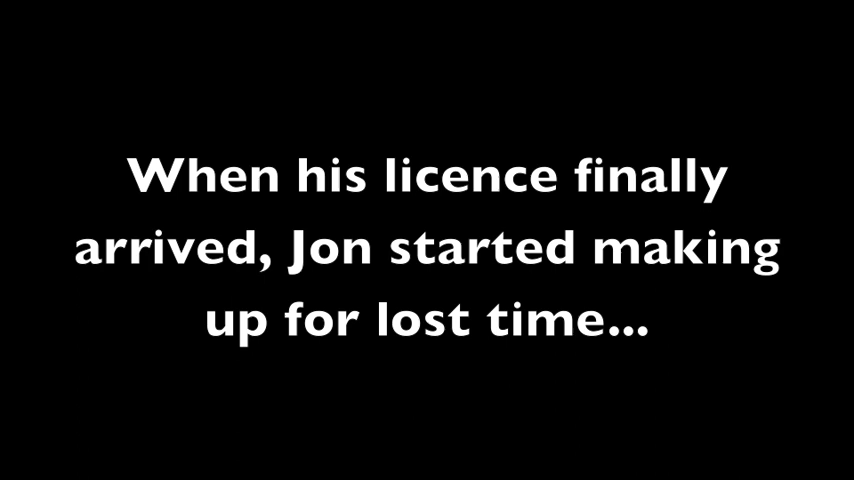 When his licence finally
arrived, Jon started making
up for lost time...